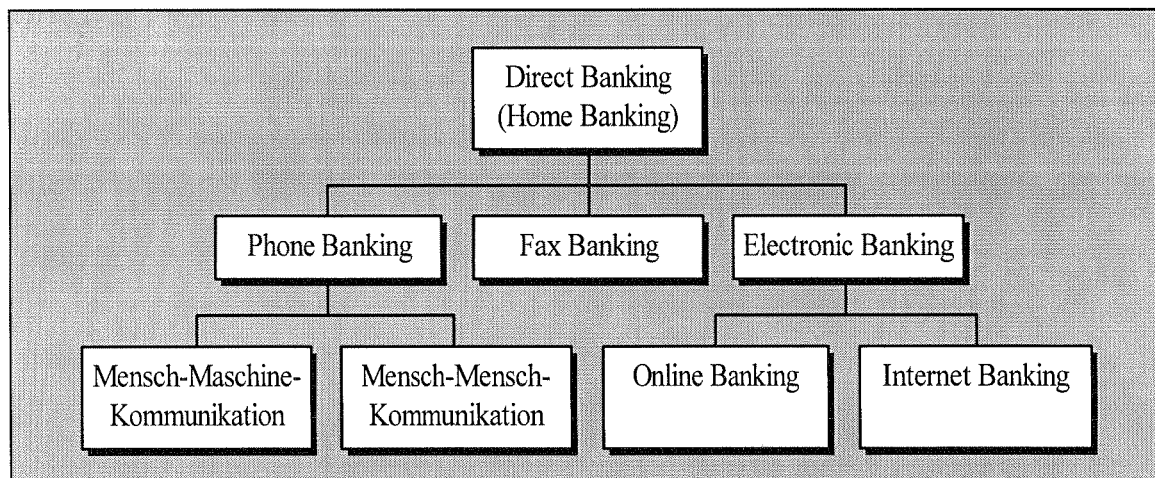 Direct Banking
(Home Banking)
Phone Banking
Fax Banking
Electronic Banking
Mensch-Maschine-
Kommunikation
Mensch-Mensch-
Kommunikation
Online Banking
Internet Banking